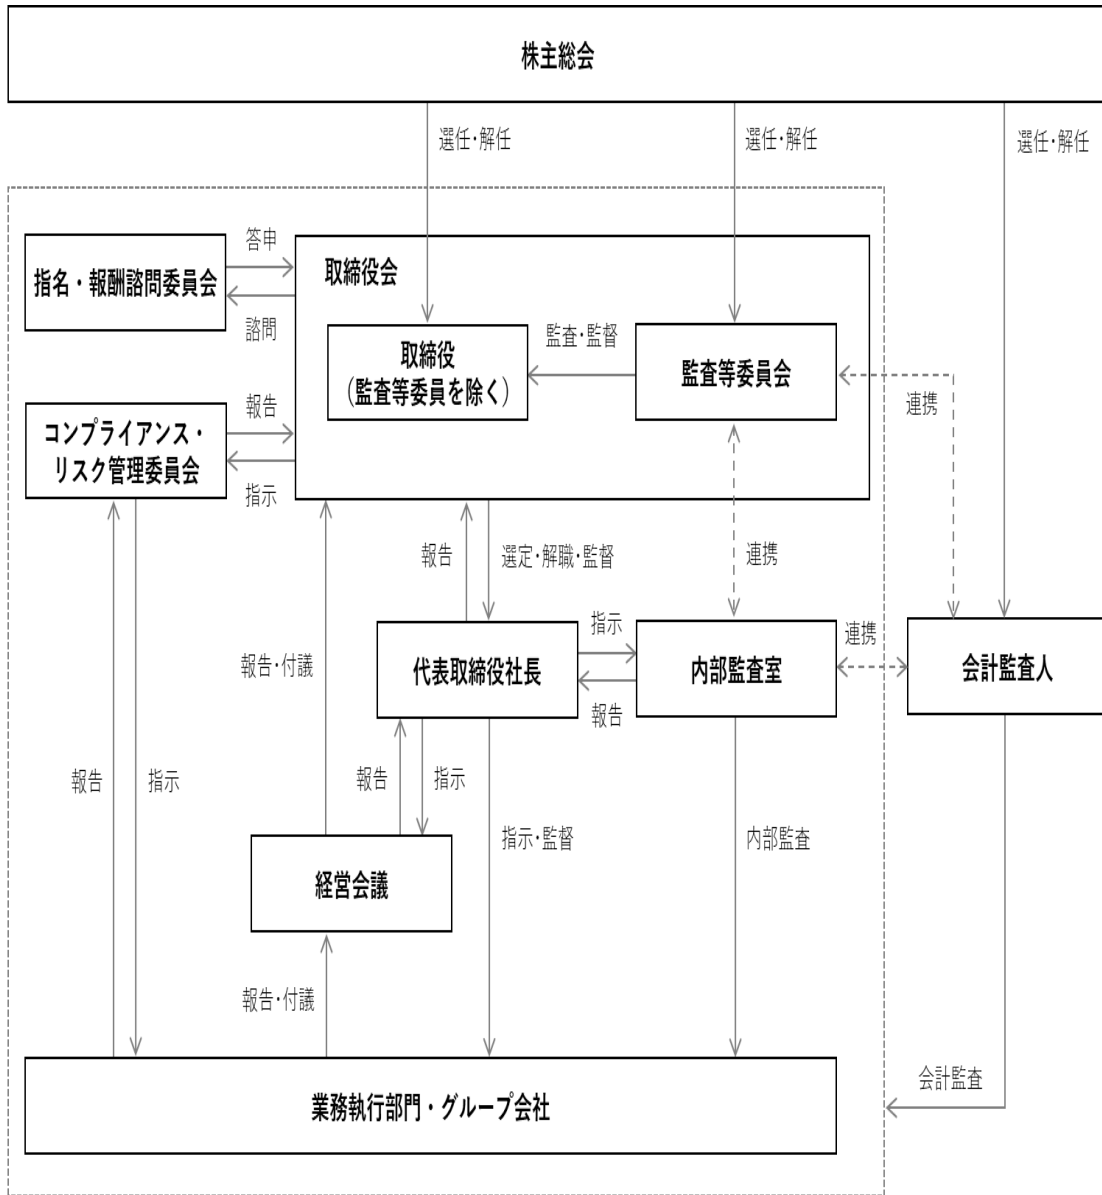 株主総会
選任・解任
選任・解任
選任・解任
指名・報酬諮問委員会
答申
諮問
取締役会
取締役
(監査等委員を除く)
監査・監督
監査等委員会
連携
コンプライアンス・
リスク管理委員会
報告
指示
報告
選定・解職・監督
連携
報告・付議
代表取締役社長
指示
報告
内部監査室
連携
会計監査人
報告
指示
報告
指示
指示・監督
内部監査
経営会議
報告・付議
会計監査
業務執行部門・グループ会社